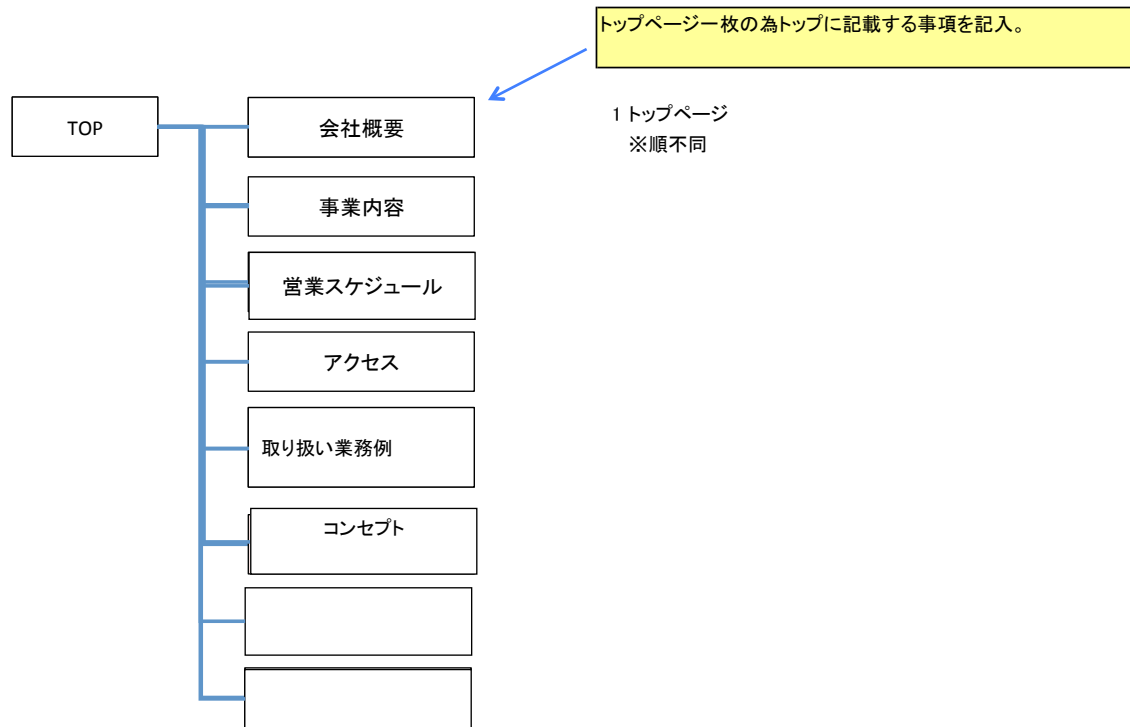 トップページ一枚の為トップに記載する事項を記入。
TOP
会社概要
1 トップページ
※順不同
事業内容
営業スケジュール
アクセス
取り扱い業務例
コンセプト